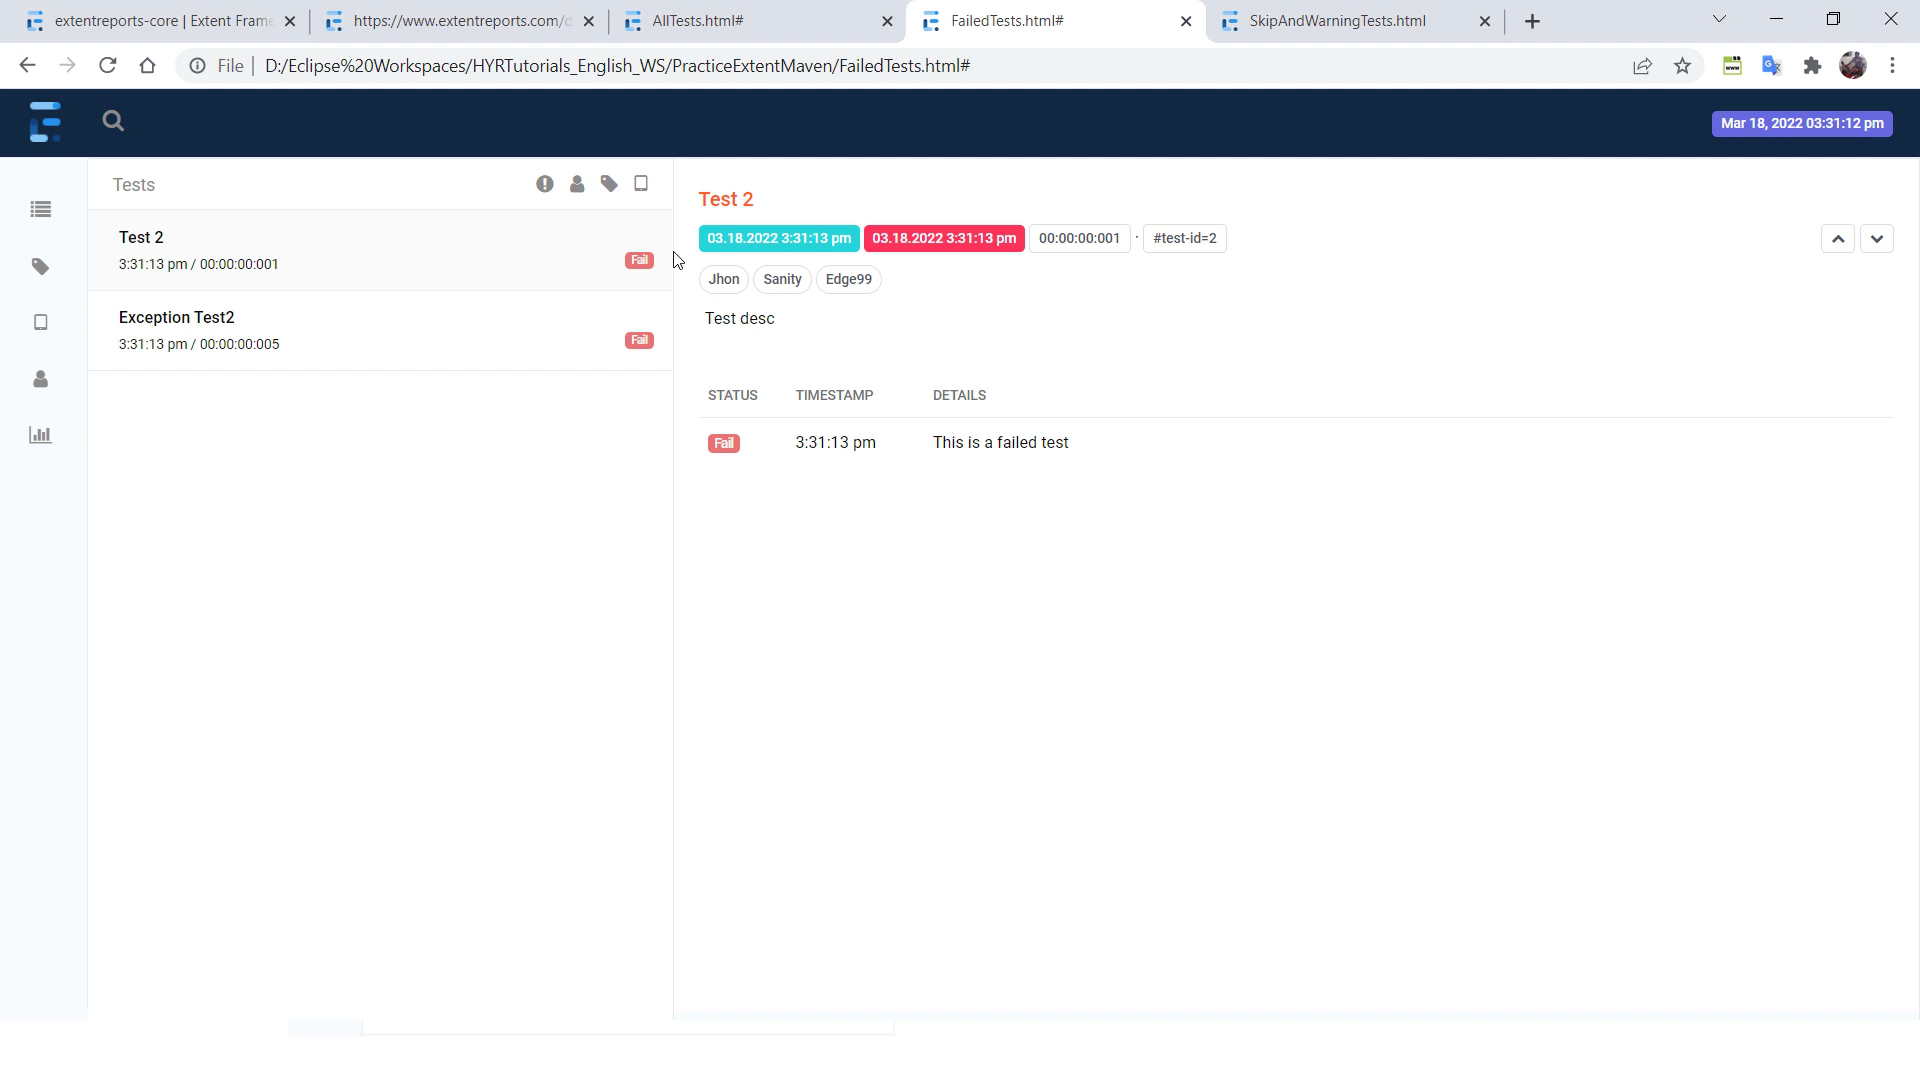 extentreports-core | Extent Frame
https://www.extentreports.com/d
AllTests.html#
FailedTests.html#
SkipAndWarningTests.html
File
D:/Eclipse%20Workspaces/HYRTutorials_English_WS/PracticeExtentMaven/FailedTests.html#
Mar 18, 2022 03:31:12 pm
Tests
Test 2
3:31:13 pm / 00:00:00:001
Fail
Exception Test2
3:31:13 pm / 00:00:00:005
Fail
Test 2
03.18.2022 3:31:13 pm 03.18.2022 3:31:13 pm 00:00:00:001 · #test-id=2
Jhon Sanity Edge99
Test desc
STATUS TIMESTAMP DETAILS
Fail 3:31:13 pm This is a failed test